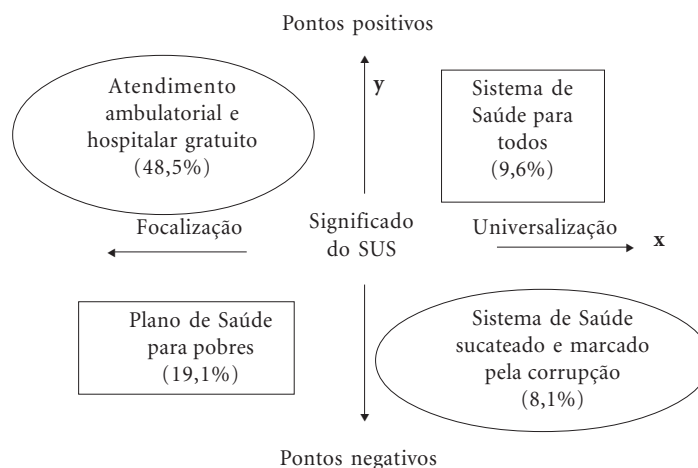 Pontos positivos
Atendimento
ambulatorial e
hospitalar gratuito
(48,5%)
y
Sistema de
Saúde para
todos
(9,6%)
Focalização
Significado
do SUS
Universalização
x
Plano de Saúde
para pobres
(19,1%)
Sistema de Saúde
sucateado e marcado
pela corrupção
(8,1%)
Pontos negativos